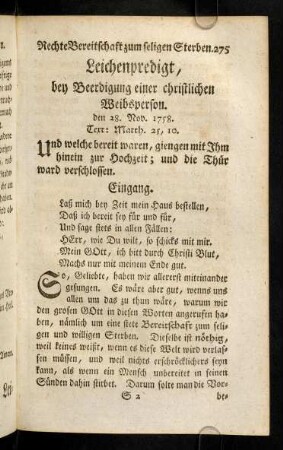 Rechte Bereitschaft zum seligen Sterben. 275
Leichenpredigt,
bey Beerdigung einer christlichen
Weibsperson.
den 28. Nov. 1758.
Text: Matth. 25, 10.
Und welche bereit waren, giengen mit Ihm
hinein zur Hochzeit; und die Thür
ward verschlossen.
Eingang.
Laß mich bey Zeit mein Haus bestellen,
Daß ich bereit sey für und für,
Und sage stets in allen Fällen:
HErr, wie Du wilt, so schicks mit mir.
Mein GOtt, ich bitt durch Christi Blut,
Machs nur mit meinem End gut.
So, Geliebte, haben wir allererst miteinander
gesungen. Es wäre aber gut, wenns uns
allen um das zu thun wäre, warum wir
den großen GOtt in diesen Worten angerufen ha-
ben, nämlich um eine stete Bereitschaft zum seli-
gen und willigen Sterben. Dieselbe ist nöthig,
weil keines weißt, wenn es diese Welt wird verlas-
sen müssen, und weil nichts erschröcklichers seyn
kann, als wenn ein Mensch unbereitet in seinen
Sünden dahin stirbet. Darum solte man die Vor-
S 2 be-